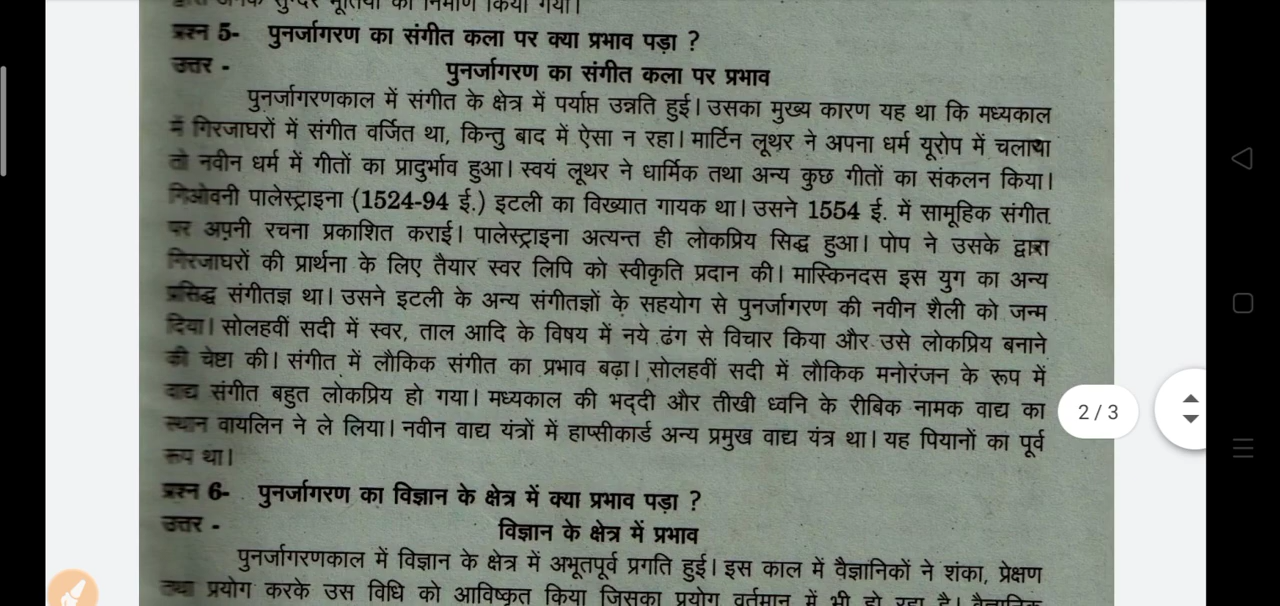 सुन्दर मूर्तियों का निर्माण किया गया।
प्रश्न 5- पुनर्जागरण का संगीत कला पर क्या प्रभाव पड़ा ?
उत्तर -
पुनर्जागरण का संगीत कला पर प्रभाव
पुनर्जागरणकाल में संगीत के क्षेत्र में पर्याप्त उन्नति हुई। उसका मुख्य कारण यह था कि मध्यकाल
में गिरजाघरों में संगीत वर्जित था, किन्तु बाद में ऐसा न रहा। मार्टिन लूथर ने अपना धर्म यूरोप में चलाया
तो नवीन धर्म में गीतों का प्रादुर्भाव हुआ। स्वयं लूथर ने धार्मिक तथा अन्य कुछ गीतों का संकलन किया।
गिओवनी पालेस्ट्राइना (1524-94 ई.) इटली का विख्यात गायक था। उसने 1554 ई. में सामूहिक संगीत
पर अपनी रचना प्रकाशित कराई। पालेस्ट्राइना अत्यन्त ही लोकप्रिय सिद्ध हुआ। पोप ने उसके द्वारा
गिरजाघरों की प्रार्थना के लिए तैयार स्वर लिपि को स्वीकृति प्रदान की। मास्किनदस इस युग का अन्य
प्रसिद्ध संगीतज्ञ था। उसने इटली के अन्य संगीतज्ञों के सहयोग से पुनर्जागरण की नवीन शैली को जन्म
दिया। सोलहवीं सदी में स्वर, ताल आदि के विषय में नये ढंग से विचार किया और उसे लोकप्रिय बनाने
की चेष्टा की। संगीत में लौकिक संगीत का प्रभाव बढ़ा। सोलहवीं सदी में लौकिक मनोरंजन के रूप में
वाद्य संगीत बहुत लोकप्रिय हो गया। मध्यकाल की भद्दी और तीखी ध्वनि के रीबिक नामक वाद्य का
स्थान वायलिन ने ले लिया। नवीन वाद्य यंत्रों में हाप्सीकार्ड अन्य प्रमुख वाद्य यंत्र था। यह पियानों का पूर्व
रूप था।
2 / 3
प्रश्न 6- पुनर्जागरण का विज्ञान के क्षेत्र में क्या प्रभाव पड़ा ?
उत्तर -
विज्ञान के क्षेत्र में प्रभाव
पुनर्जागरणकाल में विज्ञान के क्षेत्र में अभूतपूर्व प्रगति हुई। इस काल में वैज्ञानिकों ने शंका, प्रेक्षण
तथा प्रयोग करके उस विधि को आविष्कृत किया जिसका प्रयोग वर्तमान में भी हो रहा है।